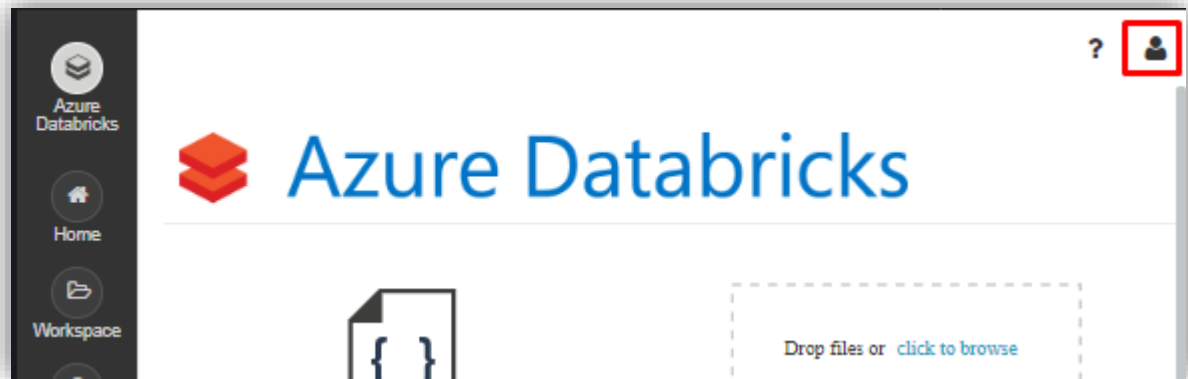 ?
Azure
Databricks
Azure Databricks
Home
Workspace
{ }
Drop files or click to browse